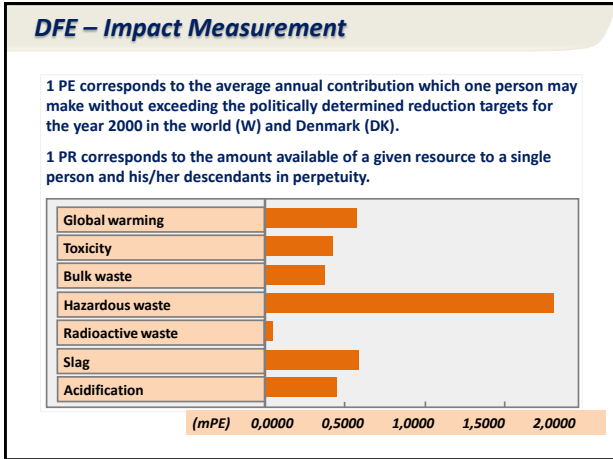 DFE – Impact Measurement
1 PE corresponds to the average annual contribution which one person may
make without exceeding the politically determined reduction targets for
the year 2000 in the world (W) and Denmark (DK).
1 PR corresponds to the amount available of a given resource to a single
person and his/her descendants in perpetuity.
Global warming
Toxicity
Bulk waste
Hazardous waste
Radioactive waste
Slag
Acidification
(mPE) 0,0000 0,5000 1,0000 1,5000 2,0000